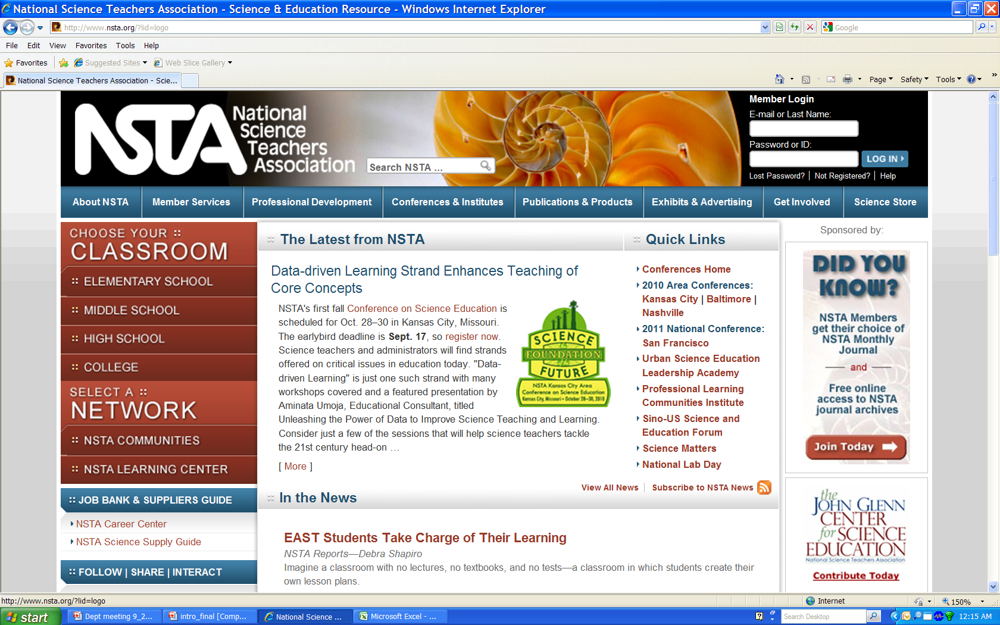 National Science Teachers Association - Science & Education Resource - Windows Internet Explorer
http://www.nsta.org/?lid=logo
Google
File Edit View Favorites Tools Help
Favorites Suggested Sites Web Slice Gallery
National Science Teachers Association - Scie...
Page Safety Tools
NSTA
National
Science
Teachers
Association
Search NSTA ...
Member Login
E-mail or Last Name:
Password or ID:
LOG IN
Lost Password? | Not Registered? | Help
About NSTA
Member Services
Professional Development
Conferences & Institutes
Publications & Products
Exhibits & Advertising
Get Involved
Science Store
CHOOSE YOUR ::
CLASSROOM
:: ELEMENTARY SCHOOL
:: MIDDLE SCHOOL
:: HIGH SCHOOL
:: COLLEGE
SELECT A ::
NETWORK
:: NSTA COMMUNITIES
:: NSTA LEARNING CENTER
:: JOB BANK & SUPPLIERS GUIDE
NSTA Career Center
NSTA Science Supply Guide
:: FOLLOW | SHARE | INTERACT
:: The Latest from NSTA
Data-driven Learning Strand Enhances Teaching of
Core Concepts
NSTA's first fall Conference on Science Education is
scheduled for Oct. 28–30 in Kansas City, Missouri.
The earlybird deadline is Sept. 17, so register now.
Science teachers and administrators will find strands
offered on critical issues in education today. "Data-
driven Learning" is just one such strand with many
workshops covered and a featured presentation by
Aminata Umoja, Educational Consultant, titled
Unleashing the Power of Data to Improve Science Teaching and Learning.
Consider just a few of the sessions that will help science teachers tackle
the 21st century head-on …
[ More ]
SCIENCE
FOUNDATION
of the
FUTURE
NSTA Kansas City Area
Conference on Science Education
Kansas City, Missouri • October 28–30, 2010
:: Quick Links
Conferences Home
2010 Area Conferences:
Kansas City | Baltimore |
Nashville
2011 National Conference:
San Francisco
Urban Science Education
Leadership Academy
Professional Learning
Communities Institute
Sino-US Science and
Education Forum
Science Matters
National Lab Day
View All News | Subscribe to NSTA News
:: In the News
EAST Students Take Charge of Their Learning
NSTA Reports—Debra Shapiro
Imagine a classroom with no lectures, no textbooks, and no tests—a classroom in which students create their
own lesson plans.
Sponsored by:
DID YOU
KNOW?
NSTA Members
get their choice of
NSTA Monthly
Journal
and
Free online
access to NSTA
journal archives
Join Today
the
JOHN GLENN
CENTER
for SCIENCE
EDUCATION
National Science Teachers Association
Contribute Today
http://www.nsta.org/?lid=logo
Internet
150%
start
Dept meeting 9_2...
intro_final [Comp...
National Science ...
Microsoft Excel - ...
Search Desktop
12:15 AM